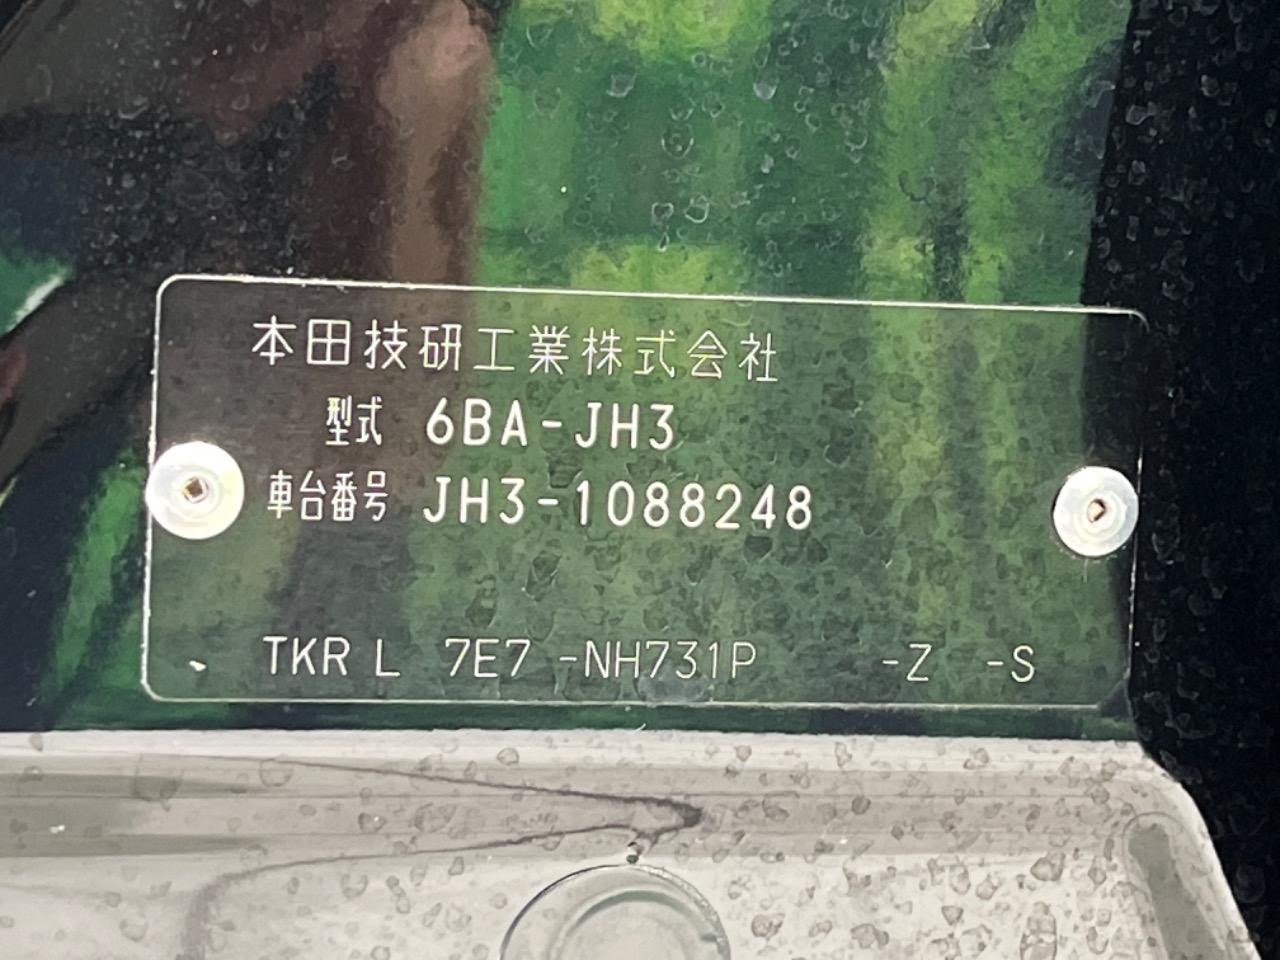 本田技研工業株式会社
型式 6BA-JH3
車台番号 JH3-1088248
TKR L 7E7 -NH731P -Z -S